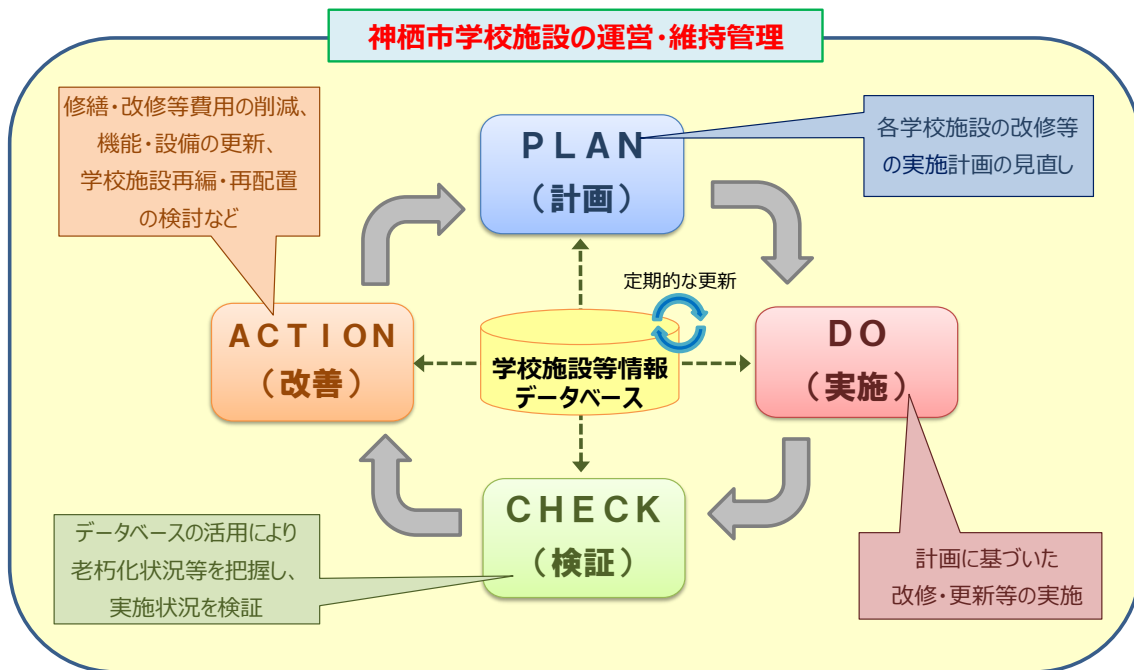 神栖市学校施設の運営・維持管理
修繕・改修等費用の削減、
機能・設備の更新、
学校施設再編・再配置
の検討など
PLAN
（計画）
各学校施設の改修等
の実施計画の見直し
定期的な更新
ACTION
（改善）
学校施設等情報
データベース
DO
（実施）
CHECK
（検証）
データベースの活用により
老朽化状況等を把握し、
実施状況を検証
計画に基づいた
改修・更新等の実施